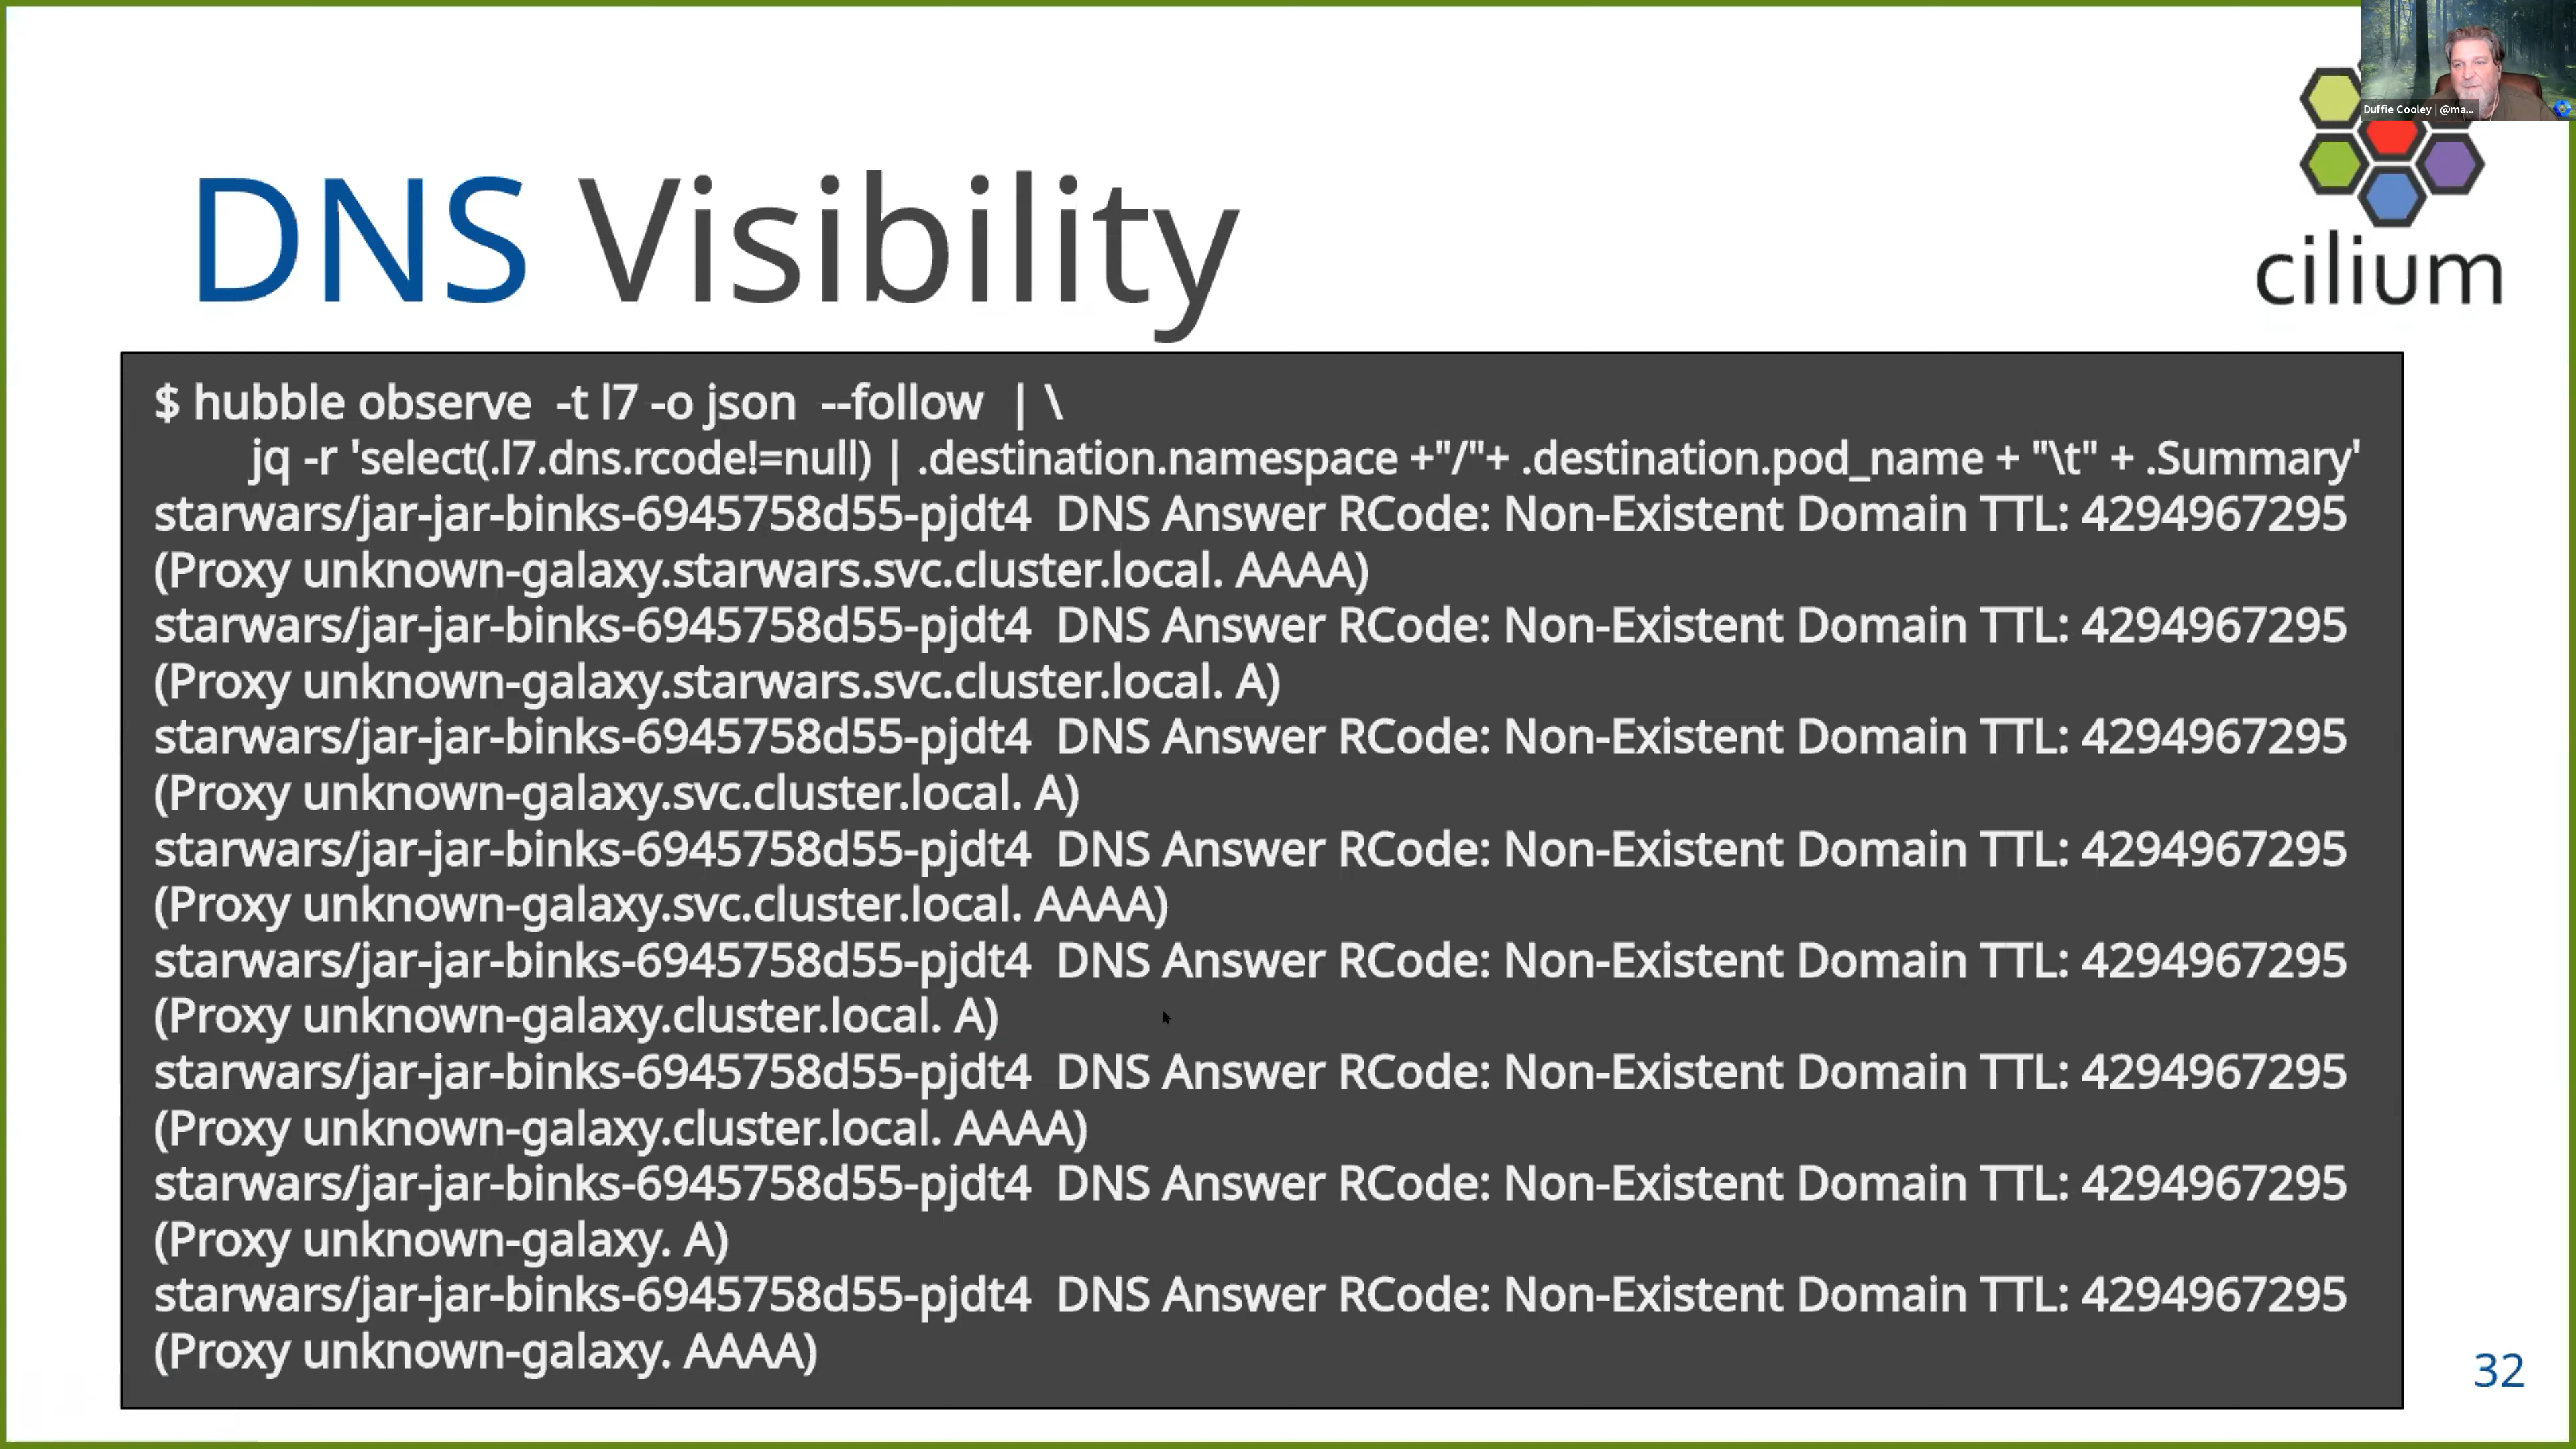 Duffie Cooley | @ma...
cilium
DNS Visibility
$ hubble observe  -t l7 -o json  --follow  | \
jq -r 'select(.l7.dns.rcode!=null) | .destination.namespace +"/"+ .destination.pod_name + "\t" + .Summary'
starwars/jar-jar-binks-6945758d55-pjdt4  DNS Answer RCode: Non-Existent Domain TTL: 4294967295
(Proxy unknown-galaxy.starwars.svc.cluster.local. AAAA)
starwars/jar-jar-binks-6945758d55-pjdt4  DNS Answer RCode: Non-Existent Domain TTL: 4294967295
(Proxy unknown-galaxy.starwars.svc.cluster.local. A)
starwars/jar-jar-binks-6945758d55-pjdt4  DNS Answer RCode: Non-Existent Domain TTL: 4294967295
(Proxy unknown-galaxy.svc.cluster.local. A)
starwars/jar-jar-binks-6945758d55-pjdt4  DNS Answer RCode: Non-Existent Domain TTL: 4294967295
(Proxy unknown-galaxy.svc.cluster.local. AAAA)
starwars/jar-jar-binks-6945758d55-pjdt4  DNS Answer RCode: Non-Existent Domain TTL: 4294967295
(Proxy unknown-galaxy.cluster.local. A)
starwars/jar-jar-binks-6945758d55-pjdt4  DNS Answer RCode: Non-Existent Domain TTL: 4294967295
(Proxy unknown-galaxy.cluster.local. AAAA)
starwars/jar-jar-binks-6945758d55-pjdt4  DNS Answer RCode: Non-Existent Domain TTL: 4294967295
(Proxy unknown-galaxy. A)
starwars/jar-jar-binks-6945758d55-pjdt4  DNS Answer RCode: Non-Existent Domain TTL: 4294967295
(Proxy unknown-galaxy. AAAA)
32